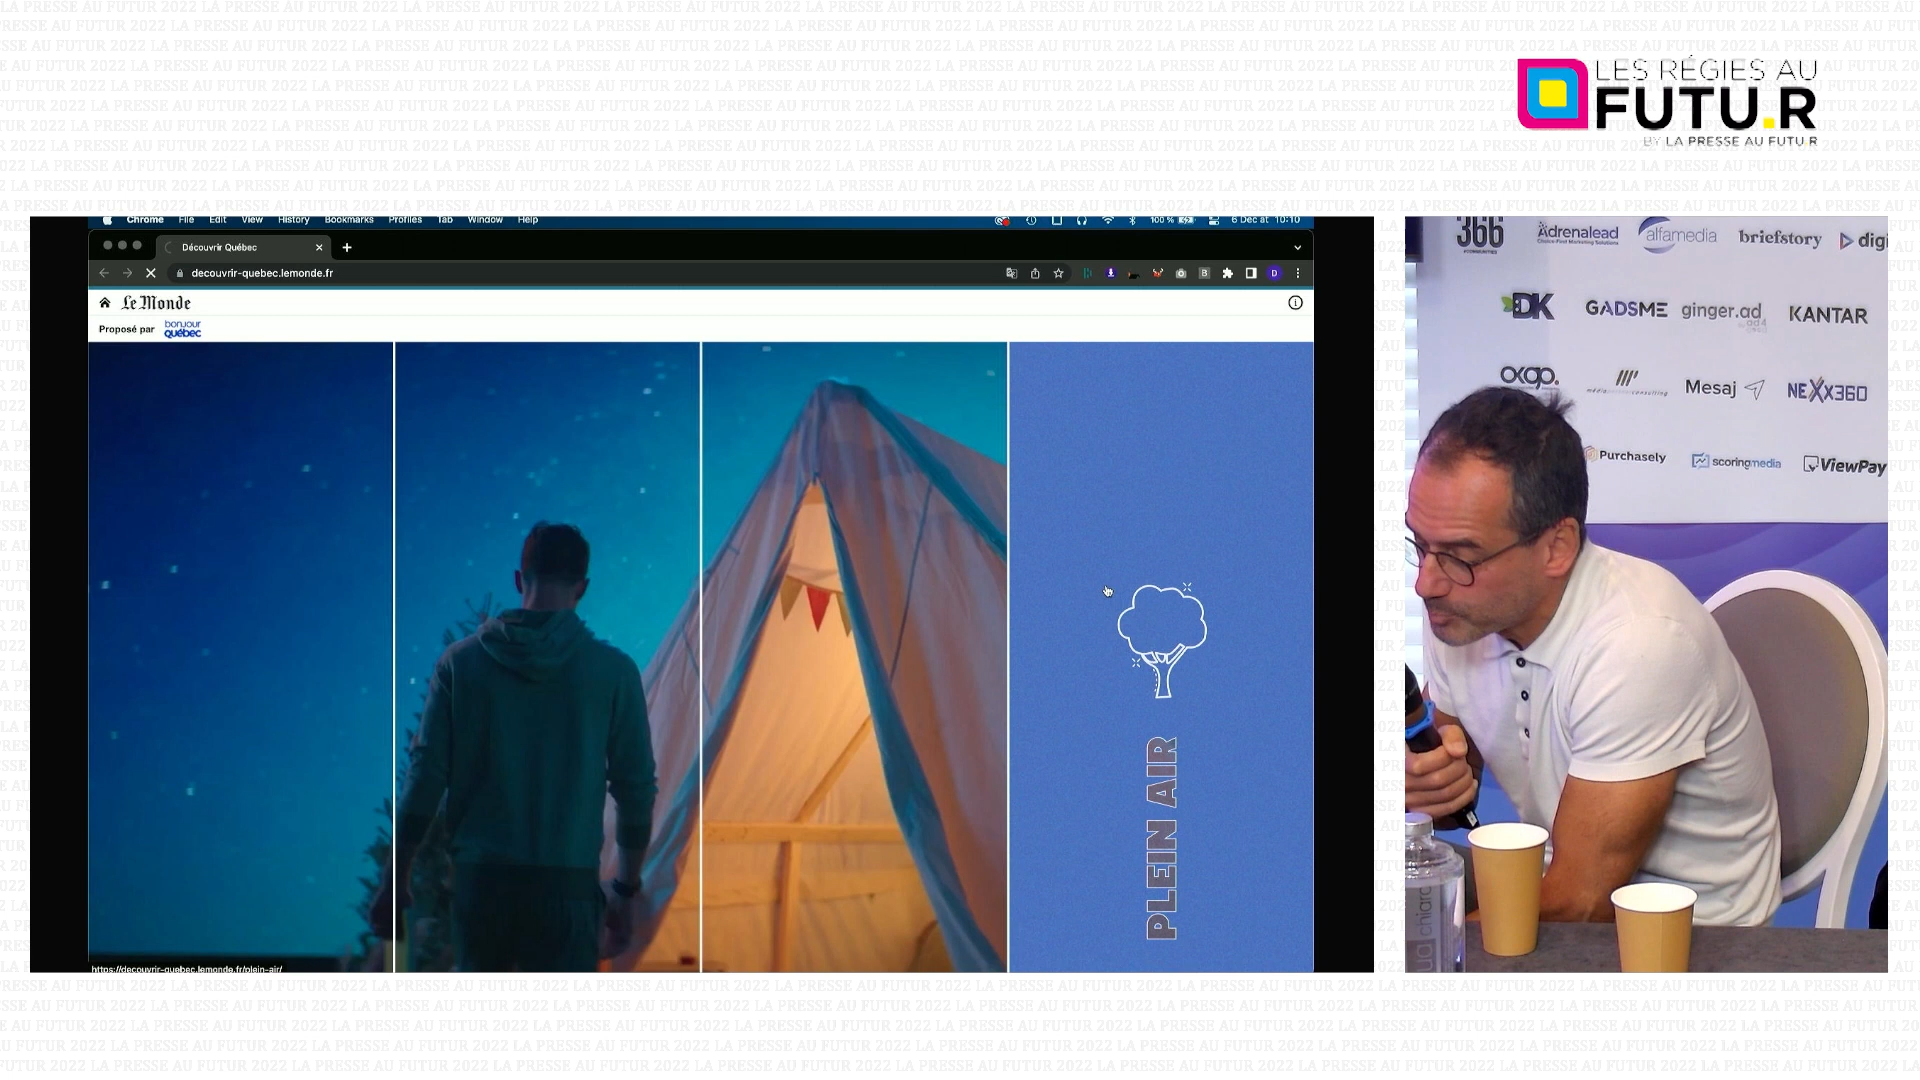 LA PRESSE AU FUTUR 2022 LA PRESSE AU FUTUR 2022 LA PRESSE AU FUTUR 2022
LES RÉGIES AU
FUTU.R
BY LA PRESSE AU FUTUR
Chrome File Edit View History Bookmarks Profiles Tab Window Help
100 %
6 Dec at 10:10
Découvrir Québec
decouvrir-quebec.lemonde.fr
B
D
Le Monde
Proposé par
bonjour
québec
PLEIN AIR
https://decouvrir-quebec.lemonde.fr/plein-air/
366
Adrenalead
alfamedia
briefstory
digi
DK
GADSME
ginger.ad
KANTAR
okap.
Mesaj
NEXX360
Purchasely
scoringmedia
ViewPay